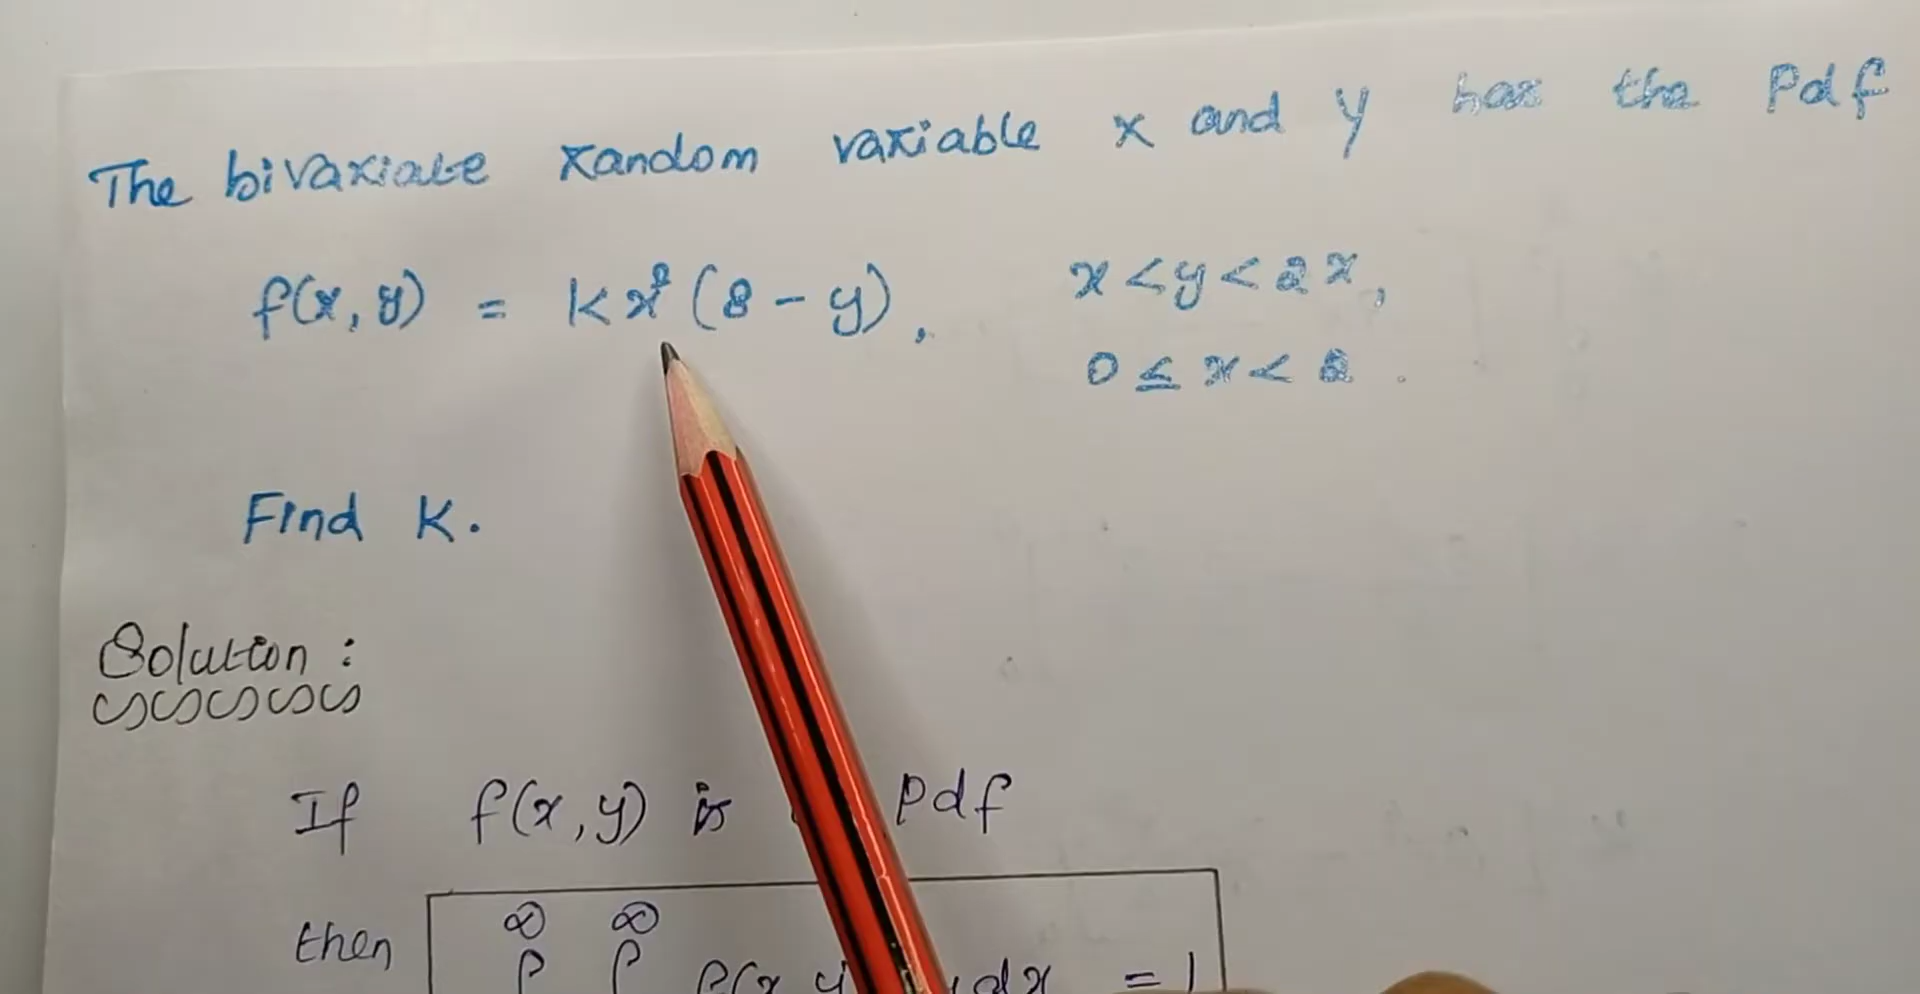 The bivariate random variable x and y has the Pdf
f(x, y) = kx²(8 - y), x < y < 2x,
0 ≤ x < 2.
Find K.
Solution :
If f(x, y) is Pdf
then ∞ ∞
∫ ∫ f(x, y) dx = 1